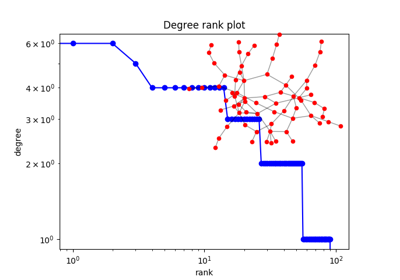 Degree rank plot
6 × 10⁰
4 × 10⁰
3 × 10⁰
2 × 10⁰
10⁰
degree
10⁰
10¹
10²
rank